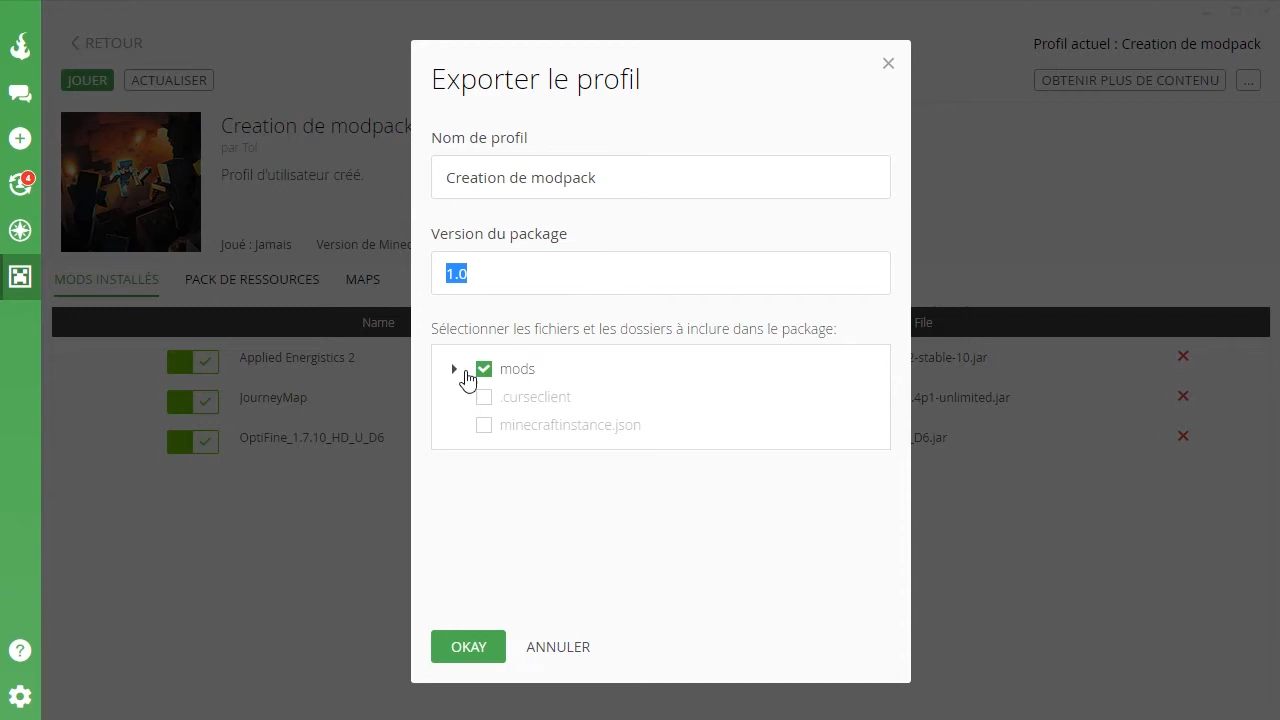 RETOUR
Profil actuel : Creation de modpack
JOUER
ACTUALISER
OBTENIR PLUS DE CONTENU
...
Creation de modpack
par Tol
Profil d'utilisateur créé.
Joué : Jamais
Version de Minec
4
MODS INSTALLÉS
PACK DE RESSOURCES
MAPS
Name
File
Applied Energistics 2
2-stable-10.jar
JourneyMap
.4p1-unlimited.jar
OptiFine_1.7.10_HD_U_D6
_D6.jar
Exporter le profil
Nom de profil
Creation de modpack
Version du package
1.0
Sélectionner les fichiers et les dossiers à inclure dans le package:
mods
.curseclient
minecraftinstance.json
OKAY
ANNULER
?